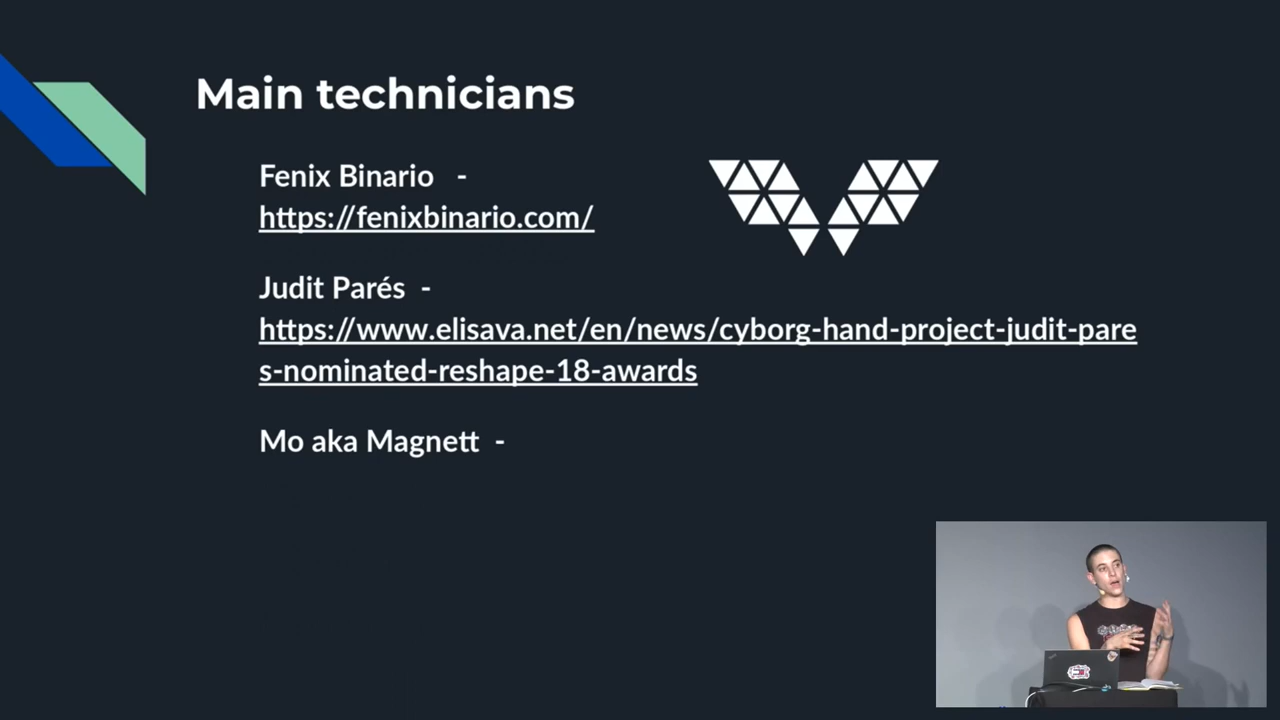 Main technicians
Fenix Binario -
https://fenixbinario.com/
Judit Parés -
https://www.elisava.net/en/news/cyborg-hand-project-judit-pare
s-nominated-reshape-18-awards
Mo aka Magnett -